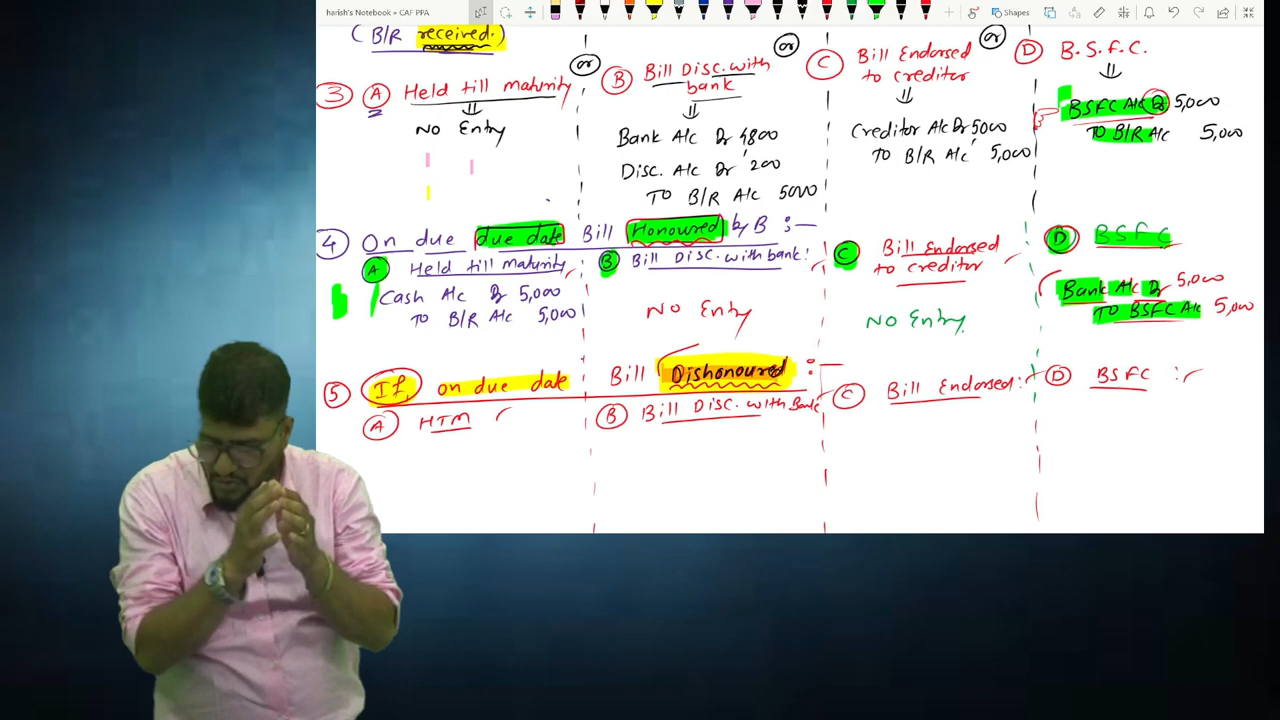 harish's Notebook » CAF PPA
Shapes
(B/R received.)
or
or
or
3 A Held till maturity
No Entry
B Bill Disc. with bank
Bank A/c Dr 4800
Disc. A/c Dr 200
To B/R A/c 5000
C Bill Endorsed to creditor
Creditor A/c Dr 5000
To B/R A/c 5,000
D B.S.F.C.
BSFC A/c Dr 5,000
To B/R A/c 5,000
4 On due due date Bill Honoured by B :-
A Held till maturity
Cash A/c Dr 5,000
To B/R A/c 5,000
B Bill Disc. with bank:
No Entry
C Bill Endorsed to creditor
No Entry.
D BSFC
Bank A/c Dr 5,000
To BSFC A/c 5,000
5 If, on due date Bill Dishonoured :-
A HTM
B Bill Disc. with Bank
C Bill Endorsed:
D BSFC :